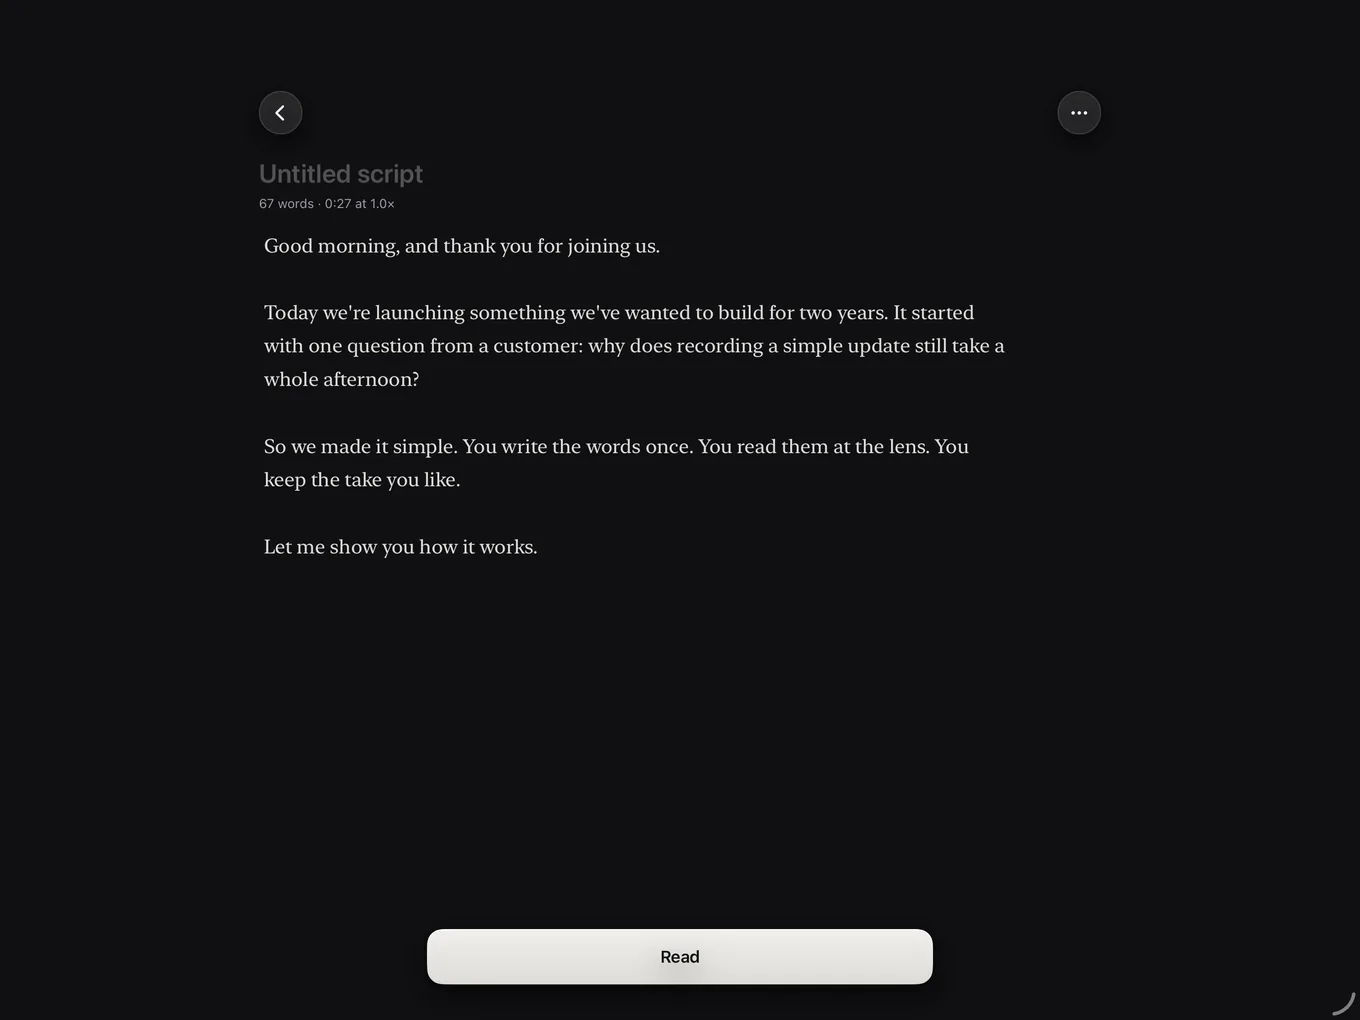 Untitled script
67 words · 0:27 at 1.0×
Good morning, and thank you for joining us.
Today we're launching something we've wanted to build for two years. It started
with one question from a customer: why does recording a simple update still take a
whole afternoon?
So we made it simple. You write the words once. You read them at the lens. You
keep the take you like.
Let me show you how it works.
Read